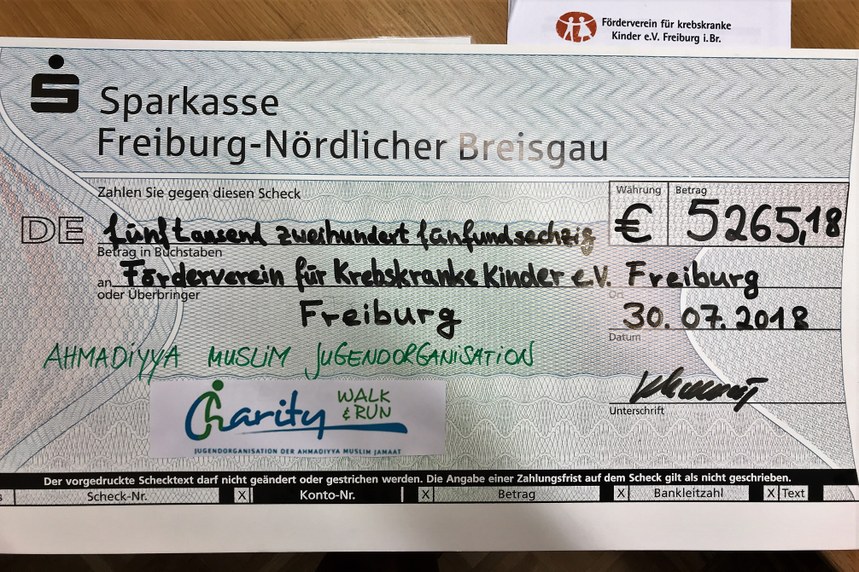 Förderverein für krebskranke
Kinder e.V. Freiburg i.Br.
Sparkasse
Freiburg-Nördlicher Breisgau
Zahlen Sie gegen diesen Scheck
Währung Betrag
DE fünftausend zweihundert fünfundsechzig € 5265,18
Betrag in Buchstaben
an Förderverein für Krebskranke Kinder e.V. Freiburg
oder Überbringer
Freiburg 30.07.2018
Datum
AHMADIYYA MUSLIM JUGENDORGANISATION
Charity WALK & RUN
JUGENDORGANISATION DER AHMADIYYA MUSLIM JAMAAT
Unterschrift
Der vorgedruckte Schecktext darf nicht geändert oder gestrichen werden. Die Angabe einer Zahlungsfrist auf dem Scheck gilt als nicht geschrieben.
Scheck-Nr. X Konto-Nr. X Betrag X Bankleitzahl X Text